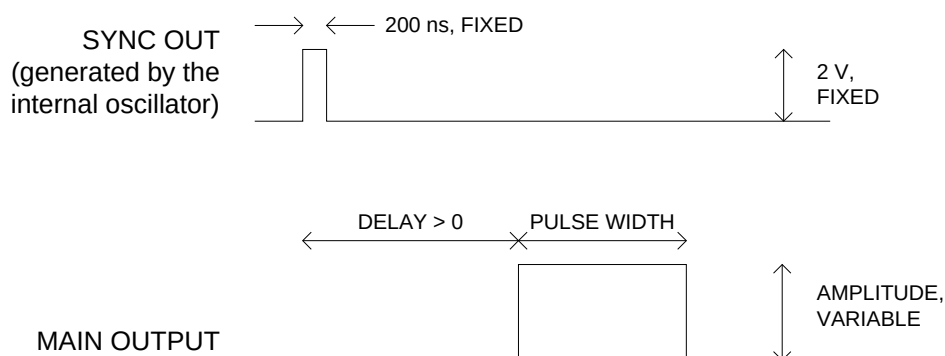 200 ns, FIXED
SYNC OUT
(generated by the
internal oscillator)
2 V,
FIXED
DELAY > 0
PULSE WIDTH
AMPLITUDE,
VARIABLE
MAIN OUTPUT